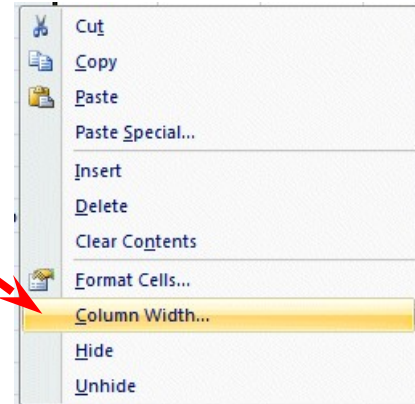 Cut
Copy
Paste
Paste Special...
Insert
Delete
Clear Contents
Format Cells...
Column Width...
Hide
Unhide